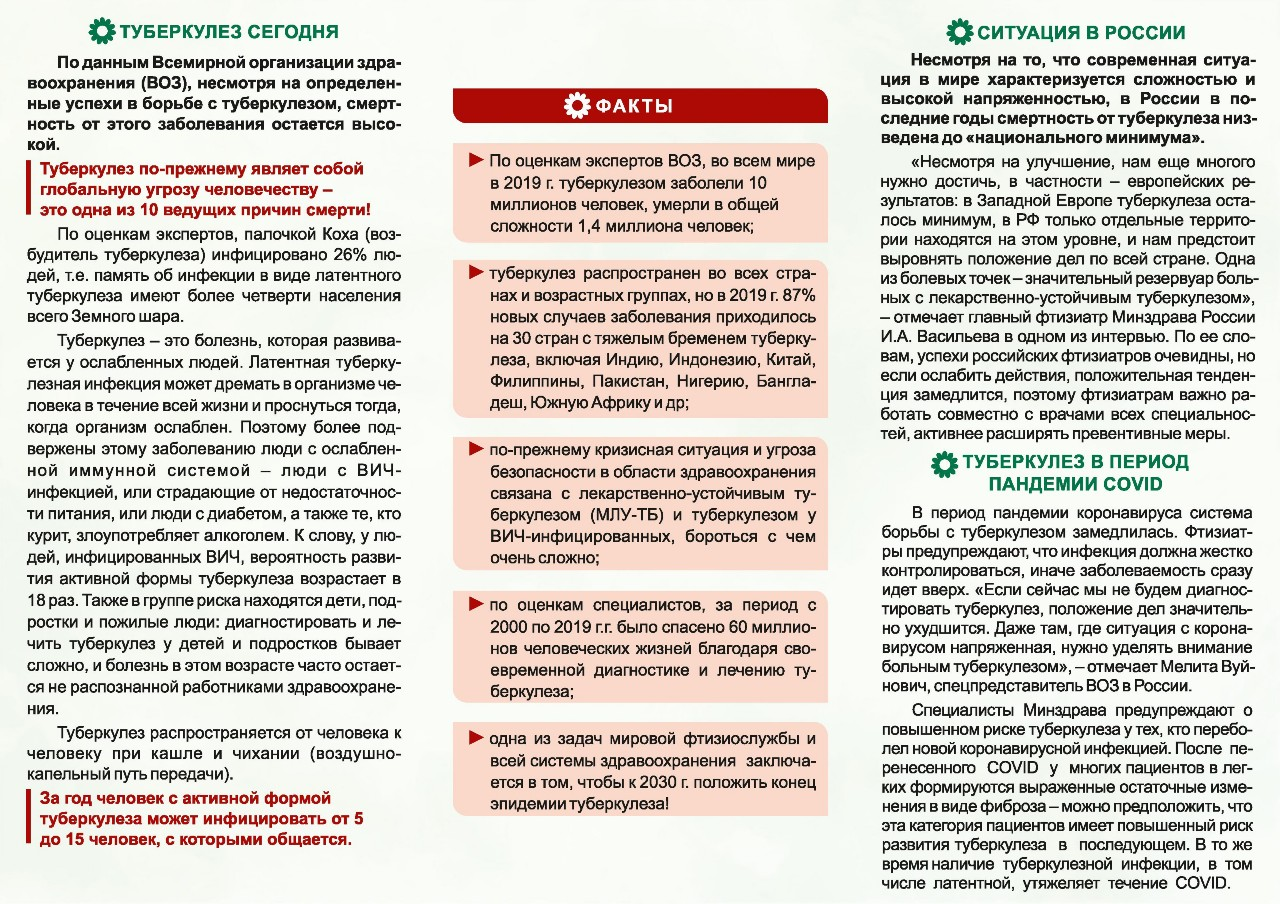 ТУБЕРКУЛЕЗ СЕГОДНЯ
По данным Всемирной организации здра-
воохранения (ВОЗ), несмотря на определен-
ные успехи в борьбе с туберкулезом, смерт-
ность от этого заболевания остается высо-
кой.
Туберкулез по-прежнему являет собой
глобальную угрозу человечеству –
это одна из 10 ведущих причин смерти!
По оценкам экспертов, палочкой Коха (воз-
будитель туберкулеза) инфицировано 26% лю-
дей, т.е. память об инфекции в виде латентного
туберкулеза имеют более четверти населения
всего Земного шара.
Туберкулез – это болезнь, которая развива-
ется у ослабленных людей. Латентная туберку-
лезная инфекция может дремать в организме че-
ловека в течение всей жизни и проснуться тогда,
когда организм ослаблен. Поэтому более под-
вержены этому заболеванию люди с ослаблен-
ной иммунной системой – люди с ВИЧ-
инфекцией, или страдающие от недостаточнос-
ти питания, или люди с диабетом, а также те, кто
курит, злоупотребляет алкоголем. К слову, у лю-
дей, инфицированных ВИЧ, вероятность разви-
тия активной формы туберкулеза возрастает в
18 раз. Также в группе риска находятся дети, под-
ростки и пожилые люди: диагностировать и ле-
чить туберкулез у детей и подростков бывает
сложно, и болезнь в этом возрасте часто остает-
ся не распознанной работниками здравоохране-
ния.
Туберкулез распространяется от человека к
человеку при кашле и чихании (воздушно-
капельный путь передачи).
За год человек с активной формой
туберкулеза может инфицировать от 5
до 15 человек, с которыми общается.
ФАКТЫ
По оценкам экспертов ВОЗ, во всем мире
в 2019 г. туберкулезом заболели 10
миллионов человек, умерли в общей
сложности 1,4 миллиона человек;
туберкулез распространен во всех стра-
нах и возрастных группах, но в 2019 г. 87%
новых случаев заболевания приходилось
на 30 стран с тяжелым бременем туберку-
леза, включая Индию, Индонезию, Китай,
Филиппины, Пакистан, Нигерию, Бангла-
деш, Южную Африку и др;
по-прежнему кризисная ситуация и угроза
безопасности в области здравоохранения
связана с лекарственно-устойчивым ту-
беркулезом (МЛУ-ТБ) и туберкулезом у
ВИЧ-инфицированных, бороться с чем
очень сложно;
по оценкам специалистов, за период с
2000 по 2019 г.г. было спасено 60 миллио-
нов человеческих жизней благодаря сво-
евременной диагностике и лечению ту-
беркулеза;
одна из задач мировой фтизиослужбы и
всей системы здравоохранения заключа-
ется в том, чтобы к 2030 г. положить конец
эпидемии туберкулеза!
СИТУАЦИЯ В РОССИИ
Несмотря на то, что современная ситуа-
ция в мире характеризуется сложностью и
высокой напряженностью, в России в по-
следние годы смертность от туберкулеза низ-
ведена до «национального минимума».
«Несмотря на улучшение, нам еще много
нужно достичь, в частности – европейских ре-
зультатов: в Западной Европе туберкулеза оста-
лось минимум, в РФ только отдельные террито-
рии находятся на этом уровне, и нам предстоит
выровнять положение дел по всей стране. Одна
из болевых точек – значительный резервуар боль-
ных с лекарственно-устойчивым туберкулезом»,
– отмечает главный фтизиатр Минздрава России
И.А. Васильева в одном из интервью. По ее сло-
вам, успехи российских фтизиатров очевидны, но
если ослабить действия, положительная тенден-
ция замедлится, поэтому фтизиатрам важно ра-
ботать совместно с врачами всех специальнос-
тей, активнее расширять превентивные меры.
ТУБЕРКУЛЕЗ В ПЕРИОД
ПАНДЕМИИ COVID
В период пандемии коронавируса система
борьбы с туберкулезом замедлилась. Фтизиат-
ры предупреждают, что инфекция должна жестко
контролироваться, иначе заболеваемость сразу
идет вверх. «Если сейчас мы не будем диагнос-
тировать туберкулез, положение дел значитель-
но ухудшится. Даже там, где ситуация с корона-
вирусом напряженная, нужно уделять внимание
больным туберкулезом», – отмечает Мелита Вуй-
нович, спецпредставитель ВОЗ в России.
Специалисты Минздрава предупреждают о
повышенном риске туберкулеза у тех, кто перебо-
лел новой коронавирусной инфекцией. После пе-
ренесенного COVID у многих пациентов в лег-
ких формируются выраженные остаточные изме-
нения в виде фиброза – можно предположить, что
эта категория пациентов имеет повышенный риск
развития туберкулеза в последующем. В то же
время наличие туберкулезной инфекции, в том
числе латентной, утяжеляет течение COVID.